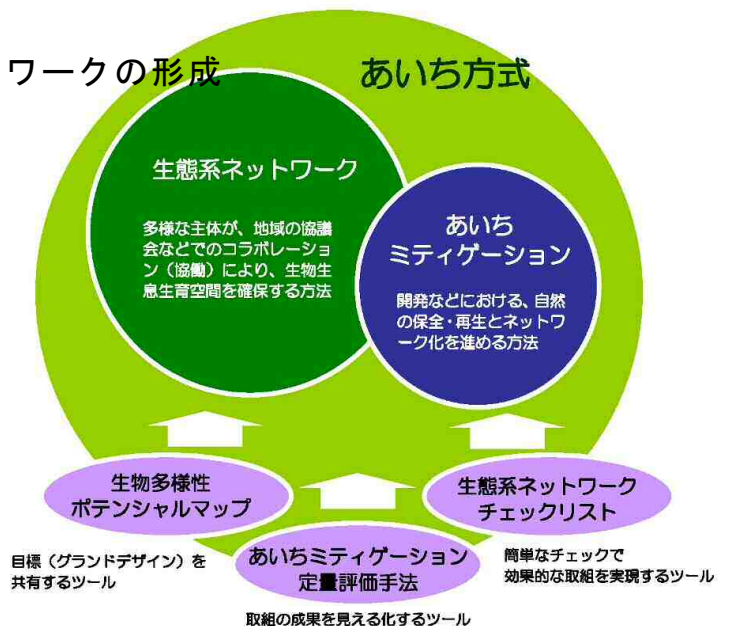 ワークの形成
あいち方式
生態系ネットワーク
多様な主体が、地域の協議
会などでのコラボレーショ
ン（協働）により、生物生
息生育空間を確保する方法
あいち
ミティゲーション
開発などにおける、自然
の保全・再生とネットワ
ーク化を進める方法
生物多様性
ポテンシャルマップ
目標（グランドデザイン）を
共有するツール
あいちミティゲーション
定量評価手法
取組の成果を見える化するツール
生態系ネットワーク
チェックリスト
簡単なチェックで
効果的な取組を実現するツール